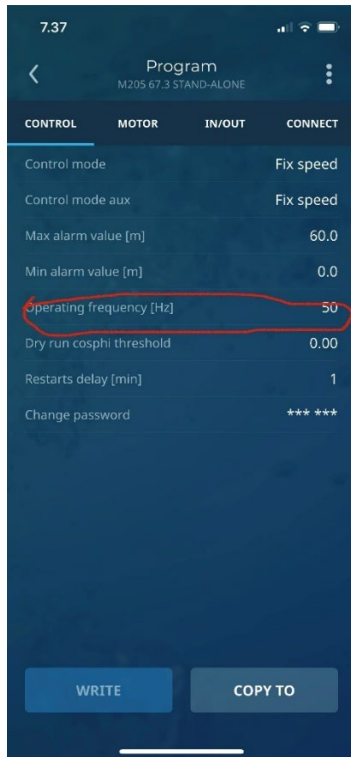 7.37
Program
M205 67.3 STAND-ALONE
CONTROL MOTOR IN/OUT CONNECT
Control mode Fix speed
Control mode aux Fix speed
Max alarm value [m] 60.0
Min alarm value [m] 0.0
Operating frequency [Hz] 50
Dry run cosphi threshold 0.00
Restarts delay [min] 1
Change password *** ***
WRITE COPY TO